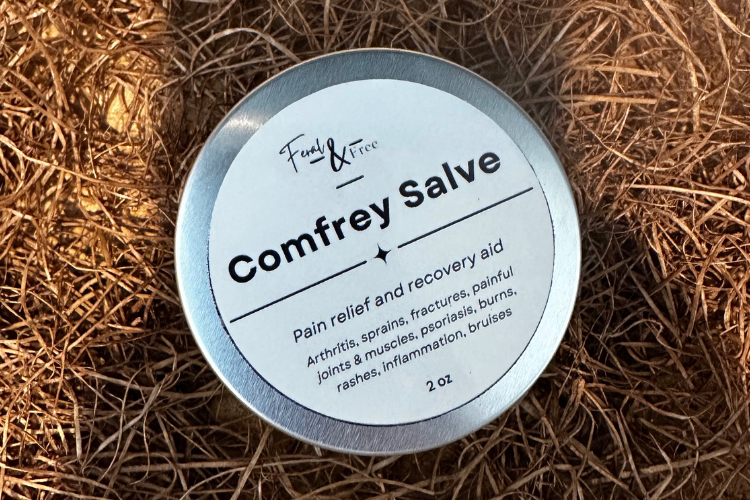 Feral & Free
Comfrey Salve
Pain relief and recovery aid
Arthritis, sprains, fractures, painful
joints & muscles, psoriasis, burns,
rashes, inflammation, bruises
2 oz